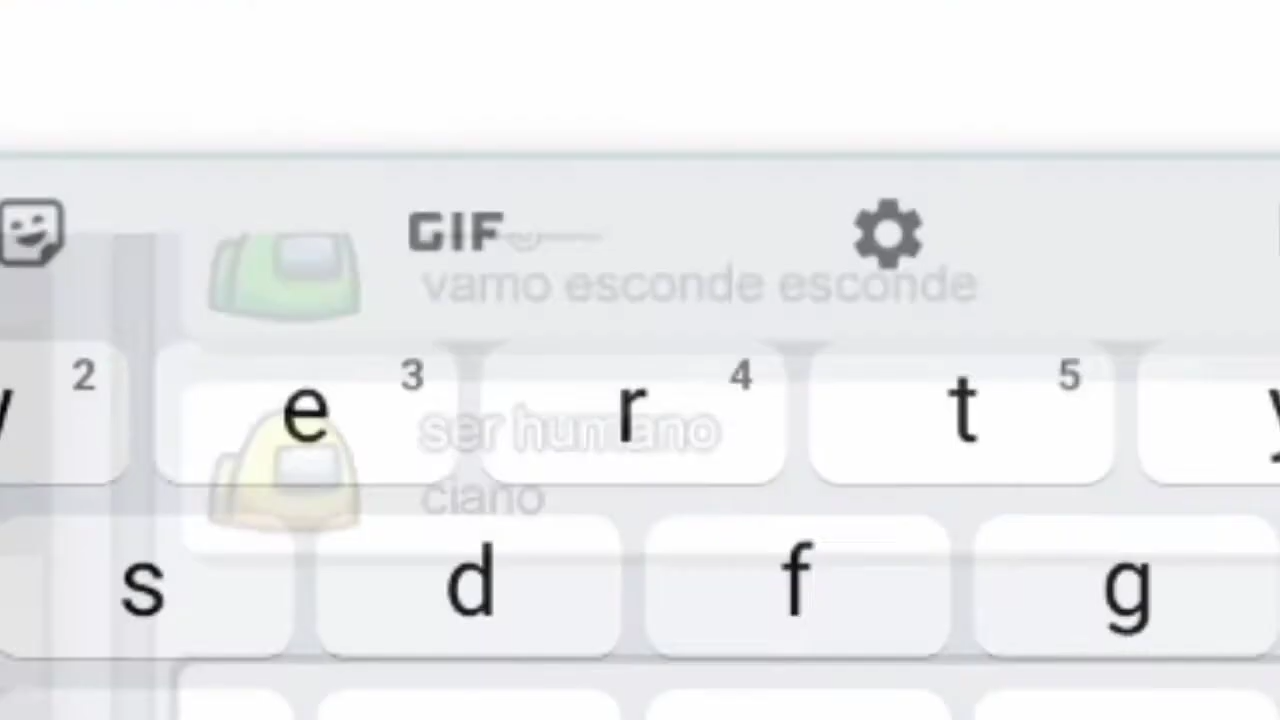 GIF
vamo esconde esconde
2 3 4 5
e r t y
ser humano
ciano
s d f g